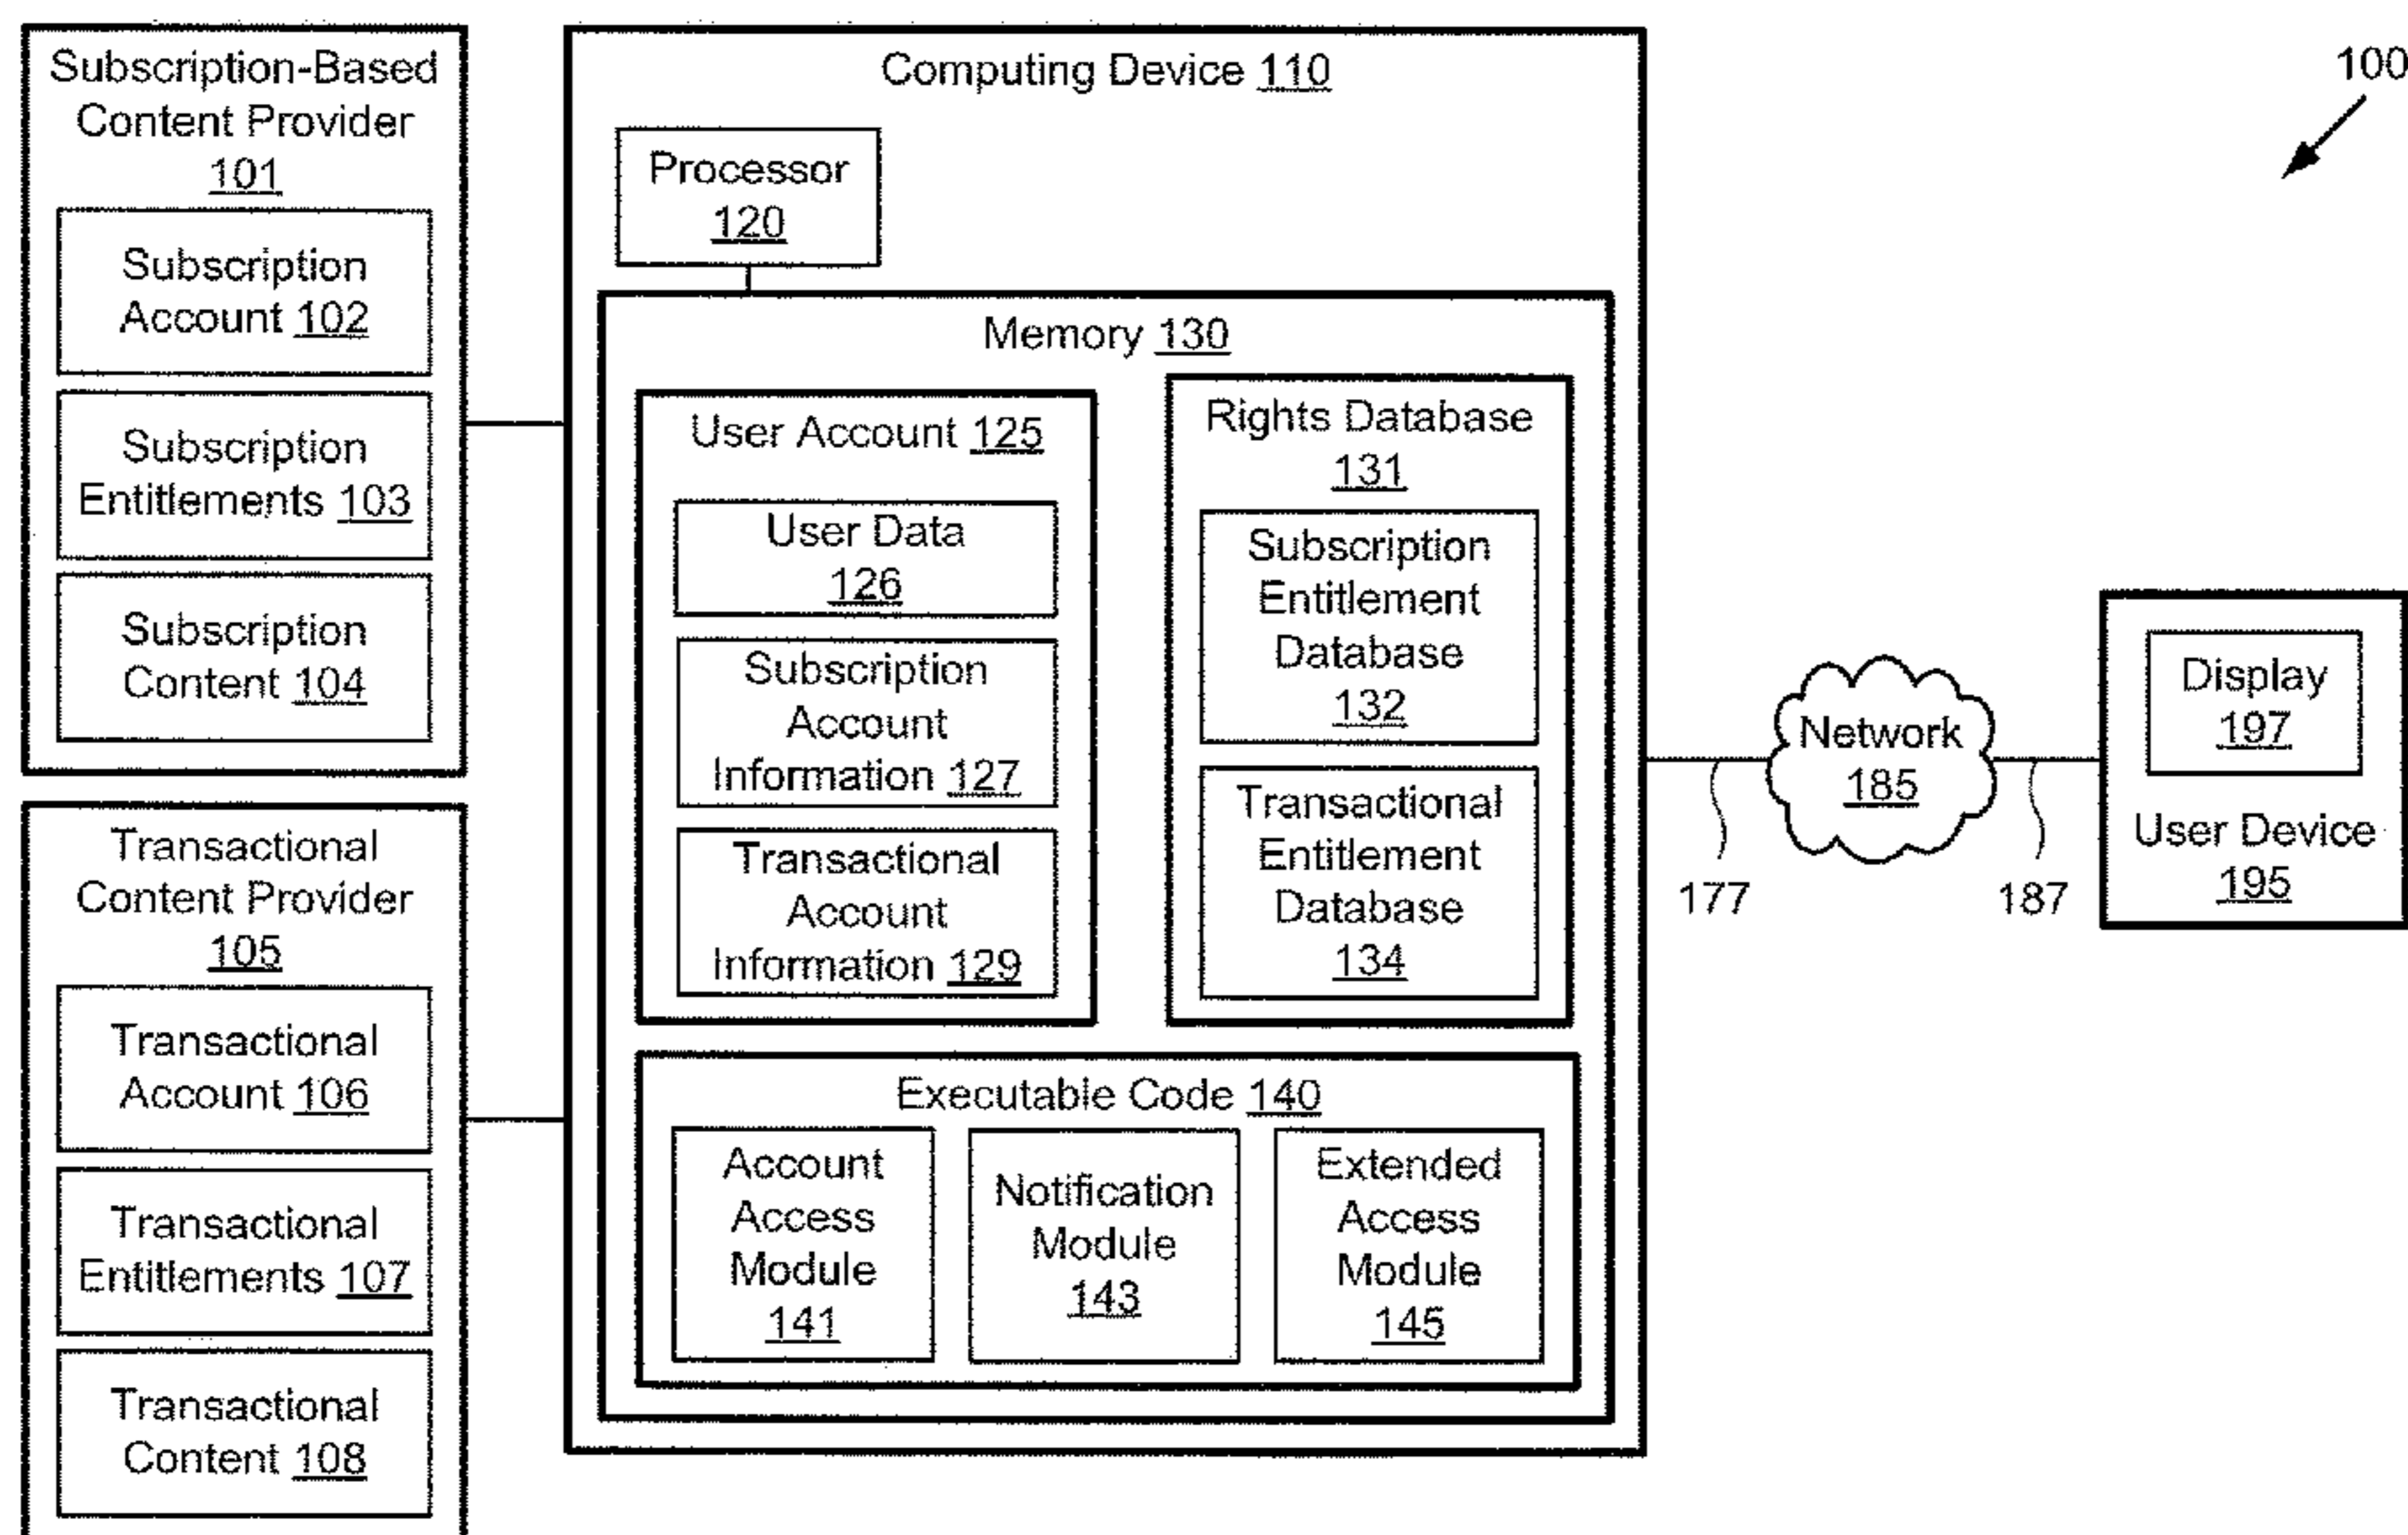 Subscription-Based
Content Provider
101
Subscription
Account 102
Subscription
Entitlements 103
Subscription
Content 104
Transactional
Content Provider
105
Transactional
Account 106
Transactional
Entitlements 107
Transactional
Content 108
Computing Device 110
Processor
120
Memory 130
User Account 125
User Data
126
Subscription
Account
Information 127
Transactional
Account
Information 129
Rights Database
131
Subscription
Entitlement
Database
132
Transactional
Entitlement
Database
134
Executable Code 140
Account
Access
Module
141
Notification
Module
143
Extended
Access
Module
145
100
177
Network
185
187
Display
197
User Device
195